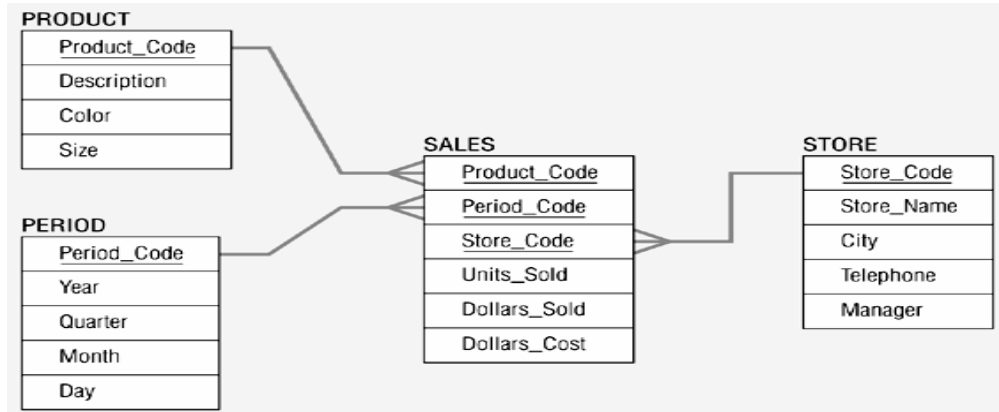 PRODUCT
Product_Code
Description
Color
Size
PERIOD
Period_Code
Year
Quarter
Month
Day
SALES
Product_Code
Period_Code
Store_Code
Units_Sold
Dollars_Sold
Dollars_Cost
STORE
Store_Code
Store_Name
City
Telephone
Manager